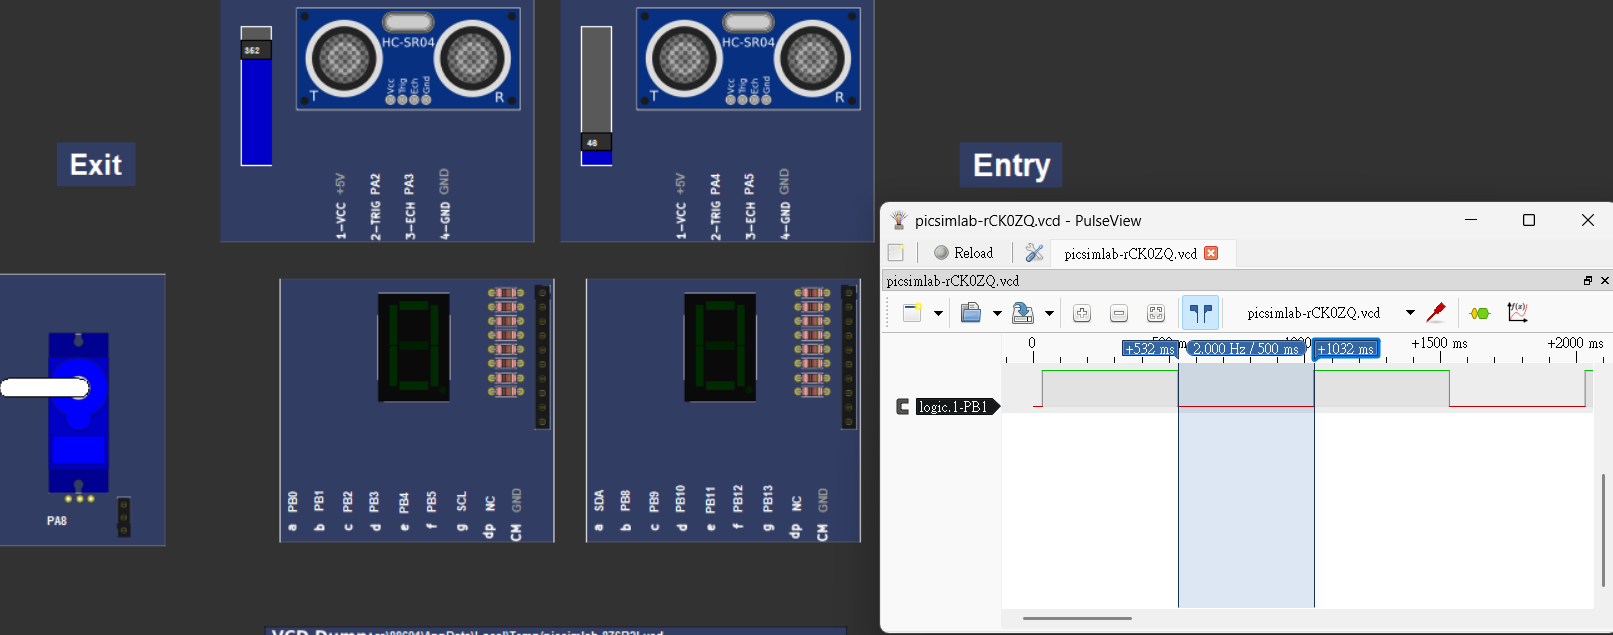 352
HC-SR04
Vcc
Trig
Ech
Gnd
T
R
1-VCC +5V
2-TRIG PA2
3-ECH PA3
4-GND GND
46
HC-SR04
Vcc
Trig
Ech
Gnd
T
R
1-VCC +5V
2-TRIG PA4
3-ECH PA5
4-GND GND
Exit
Entry
PA8
a PB0
b PB1
c PB2
d PB3
e PB4
f PB5
g SCL
dp NC
CM GND
a SDA
b PB8
c PB9
d PB10
e PB11
f PB12
g PB13
dp NC
CM GND
picsimlab-rCK0ZQ.vcd - PulseView
Reload
picsimlab-rCK0ZQ.vcd
picsimlab-rCK0ZQ.vcd
picsimlab-rCK0ZQ.vcd
f(x)
0 +1500 ms +2000 ms
+532 ms 2.000 Hz / 500 ms +1032 ms
logic.1-PB1